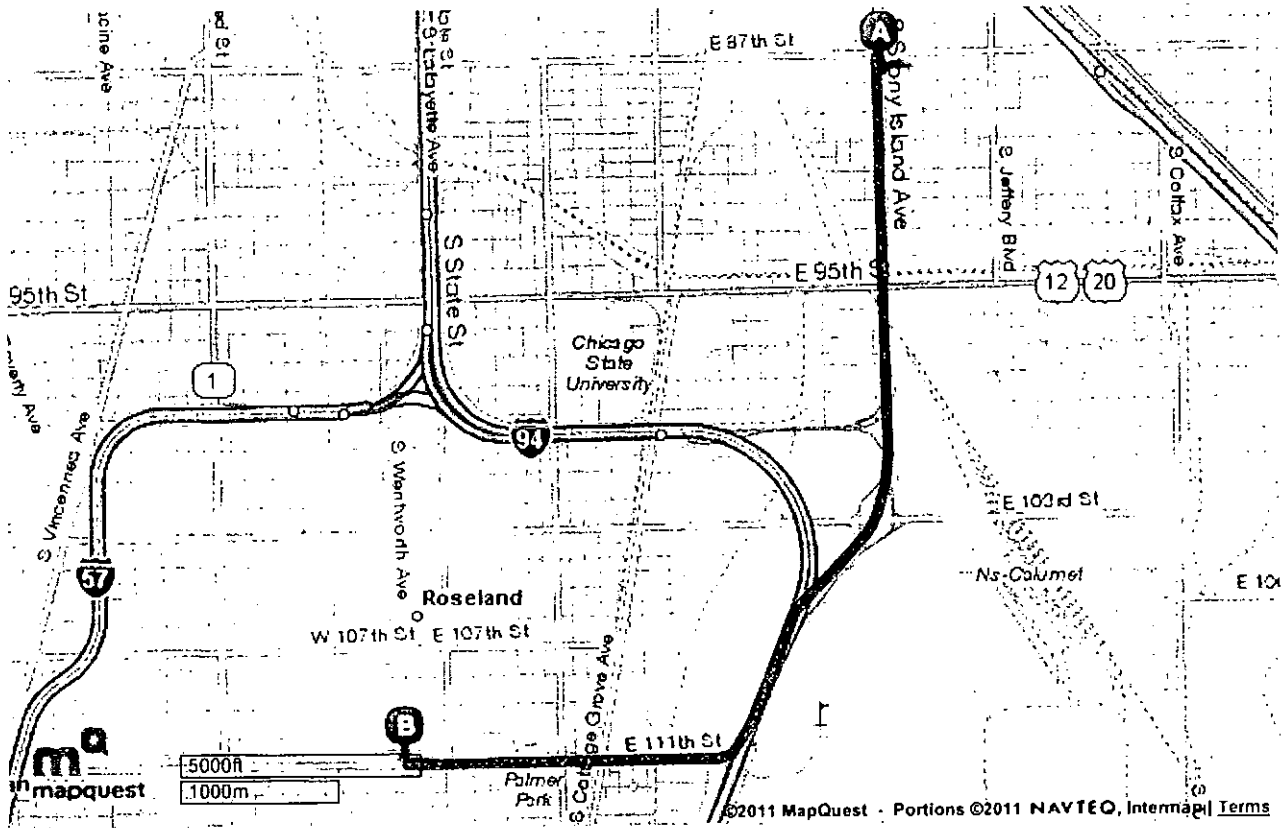 A
E 87th St
S Lafayette Ave
S Stony Island Ave
S Jeffery Blvd
S Colfax Ave
S State St
95th St
E 95th S
12
20
Chicago
State
University
1
94
S Vincennes Ave
S Wentworth Ave
E 103rd St
57
Ns-Calumet
E 10
Roseland
W 107th St
E 107th St
S Cottage Grove Ave
B
E 111th St
Palmer
Park
mq
mapquest
5000ft
1000m
©2011 MapQuest - Portions ©2011 NAVTEQ, Intermap | Terms